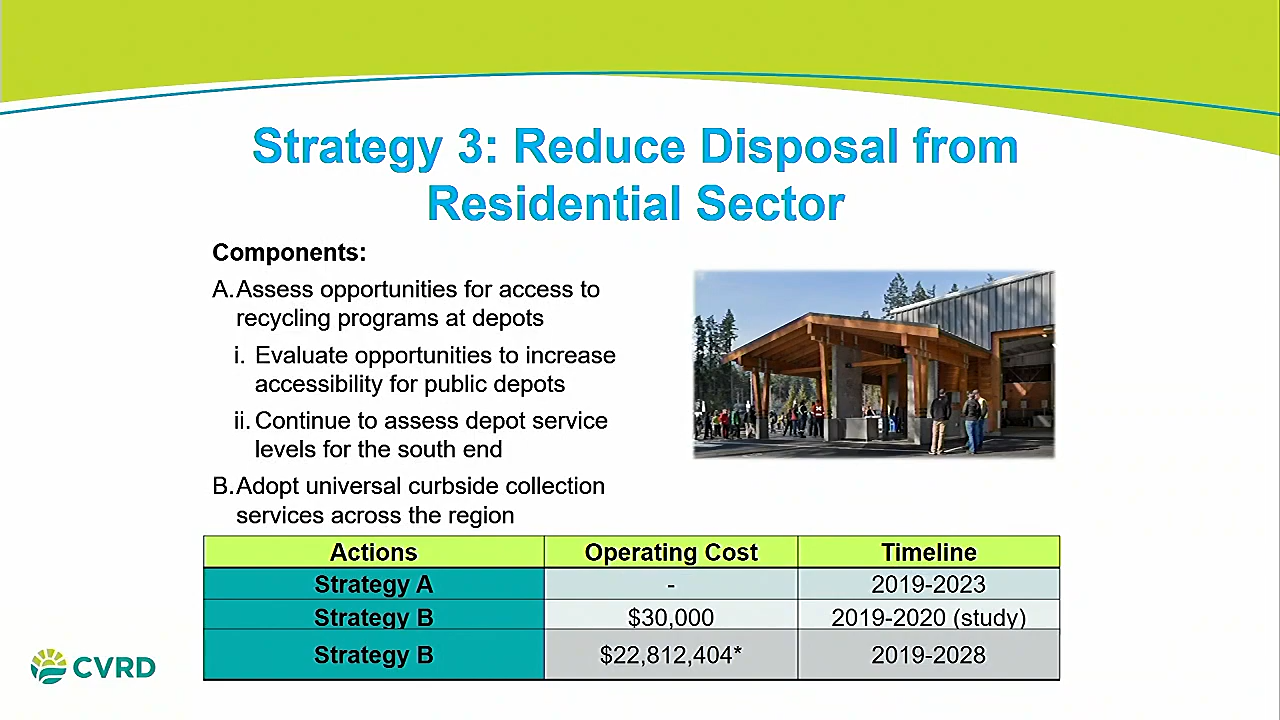 Strategy 3: Reduce Disposal from
Residential Sector
Components:
A.Assess opportunities for access to
recycling programs at depots
i. Evaluate opportunities to increase
accessibility for public depots
ii. Continue to assess depot service
levels for the south end
B.Adopt universal curbside collection
services across the region
Actions Operating Cost Timeline
Strategy A - 2019-2023
Strategy B $30,000 2019-2020 (study)
Strategy B $22,812,404* 2019-2028
CVRD